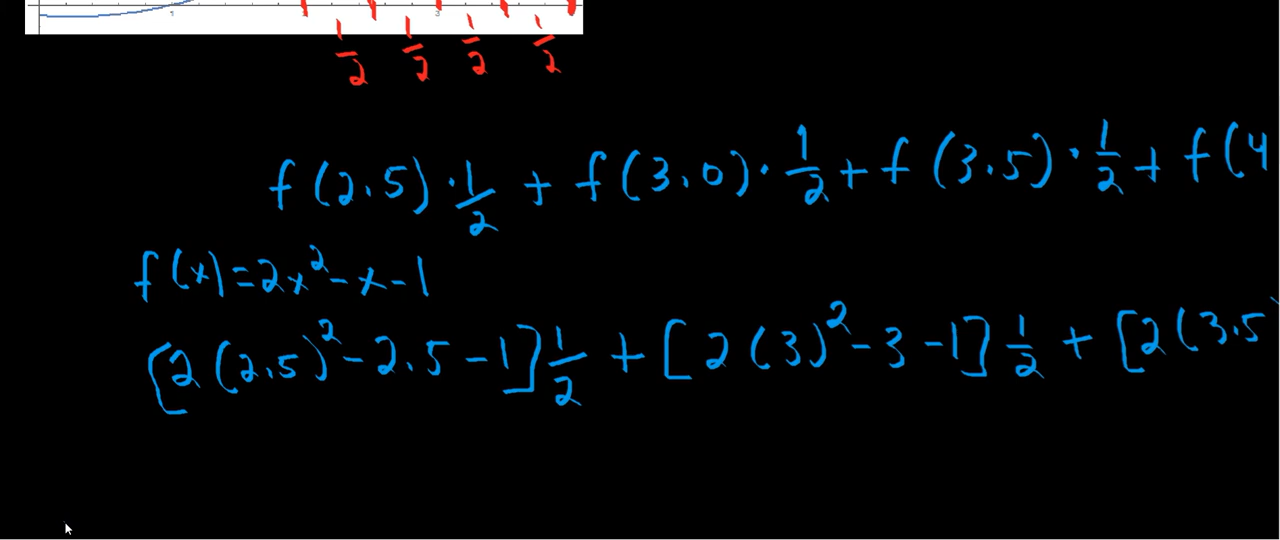 1 3
1/2 1/2 1/2 1/2
f(2.5)·1/2 + f(3.0)·1/2 + f(3.5)·1/2 + f(4
f(x)=2x²-x-1
[2(2.5)²-2.5-1]1/2 + [2(3)²-3-1]1/2 + [2(3.5)